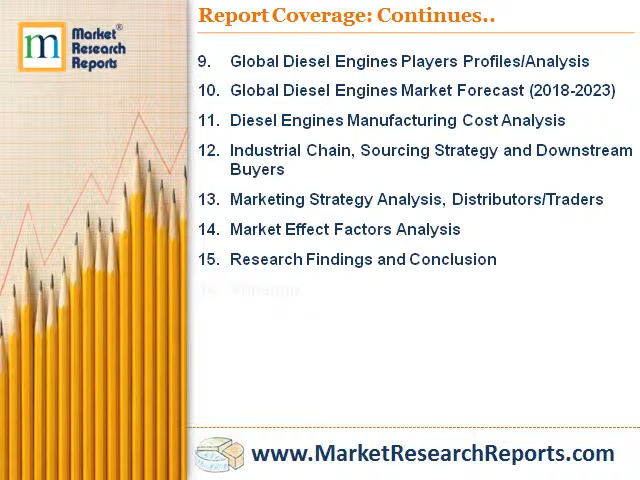 Market®
Research
Reports
Report Coverage: Continues..
9. Global Diesel Engines Players Profiles/Analysis
10. Global Diesel Engines Market Forecast (2018-2023)
11. Diesel Engines Manufacturing Cost Analysis
12. Industrial Chain, Sourcing Strategy and Downstream
Buyers
13. Marketing Strategy Analysis, Distributors/Traders
14. Market Effect Factors Analysis
15. Research Findings and Conclusion
www.MarketResearchReports.com